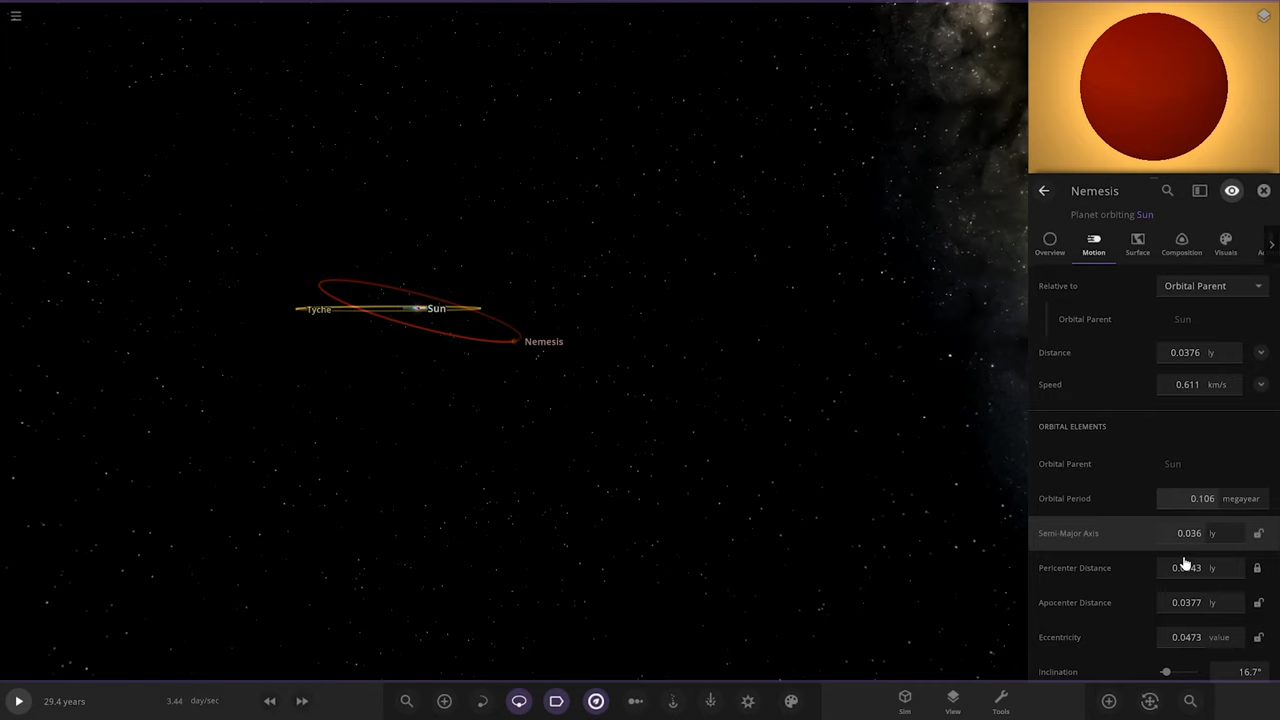 Tyche
Sun
Nemesis
Nemesis
Planet orbiting Sun
Overview
Motion
Surface
Composition
Visuals
Relative to
Orbital Parent
Orbital Parent
Sun
Distance
0.0376 ly
Speed
0.611 km/s
ORBITAL ELEMENTS
Orbital Parent
Sun
Orbital Period
0.106 megayear
Semi-Major Axis
0.036 ly
Pericenter Distance
ly
Apocenter Distance
0.0377 ly
Eccentricity
0.0473 value
Inclination
16.7°
29.4 years
3.44 day/sec
Sim
View
Tools